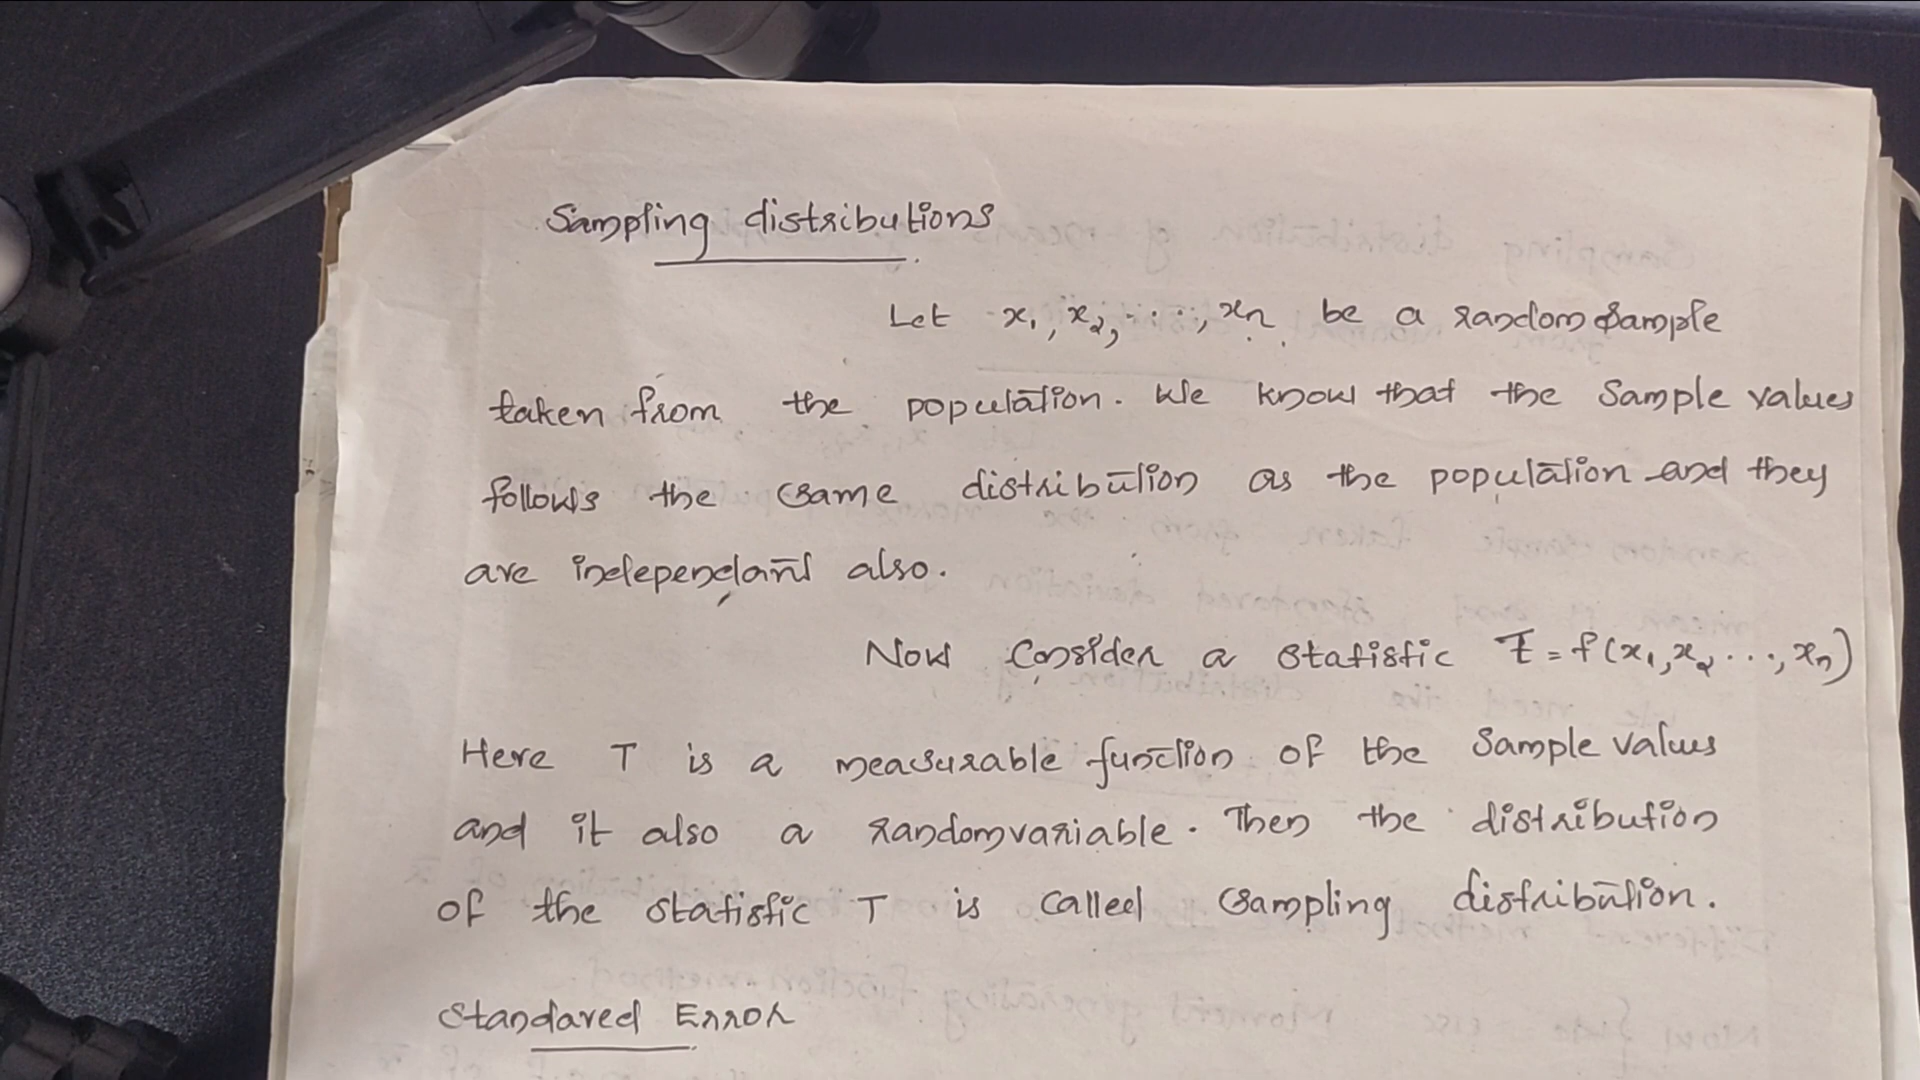 Sampling distributions
Let x₁, x₂, ..., xn be a random sample
taken from the population. We know that the Sample values
follows the same distribution as the population and they
are independant also.
Now Consider a statistic T = f(x₁, x₂ ..., xn)
Here T is a measurable function of the Sample values
and it also a randomvariable. Then the distribution
of the statistic T is called sampling distribution.
Standared Error